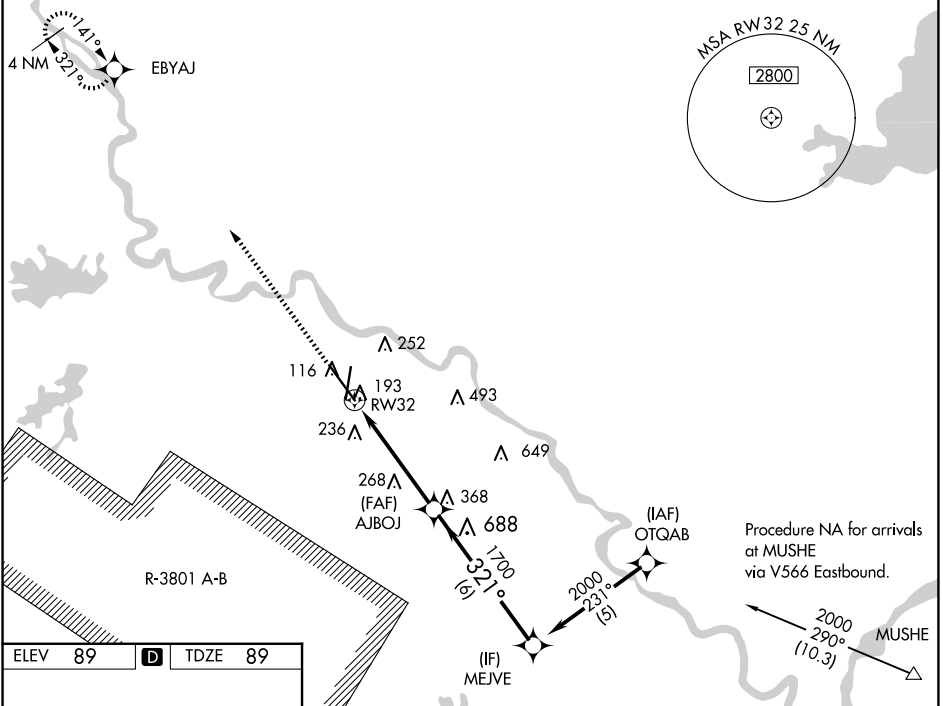 141°
321°
4 NM
EBYAJ
MSA RW32 25 NM
2800
252
116
193
RW32
493
236
649
268
368
(FAF)
AJBOJ
688
(IAF)
OTQAB
1700
321°
(6)
2000
231°
(5)
Procedure NA for arrivals
at MUSHE
via V566 Eastbound.
R-3801 A-B
2000
290°
(10.3)
MUSHE
(IF)
MEJVE
ELEV 89 D TDZE 89